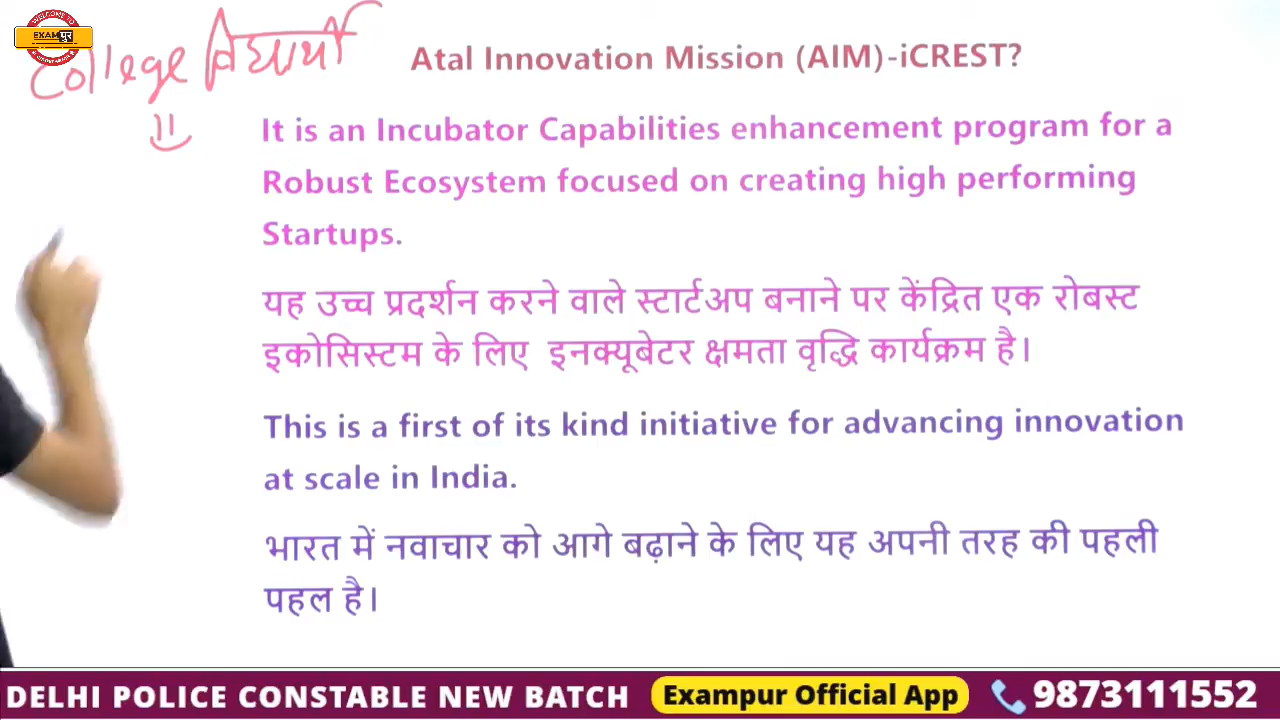 WELCOME TO
EXAMपुर
College विद्यार्थी
Atal Innovation Mission (AIM)-iCREST?
It is an Incubator Capabilities enhancement program for a
Robust Ecosystem focused on creating high performing
Startups.
यह उच्च प्रदर्शन करने वाले स्टार्टअप बनाने पर केंद्रित एक रोबस्ट
इकोसिस्टम के लिए इनक्यूबेटर क्षमता वृद्धि कार्यक्रम है।
This is a first of its kind initiative for advancing innovation
at scale in India.
भारत में नवाचार को आगे बढ़ाने के लिए यह अपनी तरह की पहली
पहल है।
DELHI POLICE CONSTABLE NEW BATCH Exampur Official App 9873111552